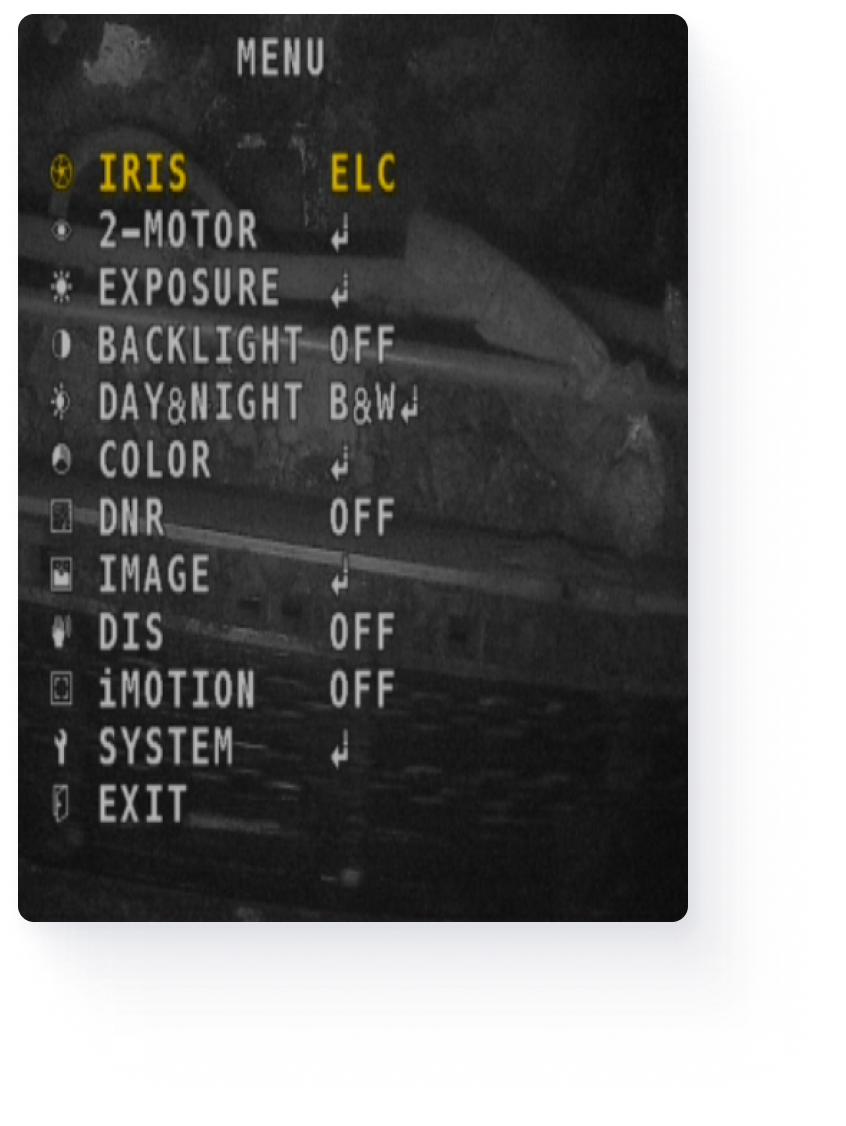 MENU
IRIS ELC
2-MOTOR ↲
EXPOSURE ↲
BACKLIGHT OFF
DAY&NIGHT B&W↲
COLOR ↲
DNR OFF
IMAGE ↲
DIS OFF
iMOTION OFF
SYSTEM ↲
EXIT